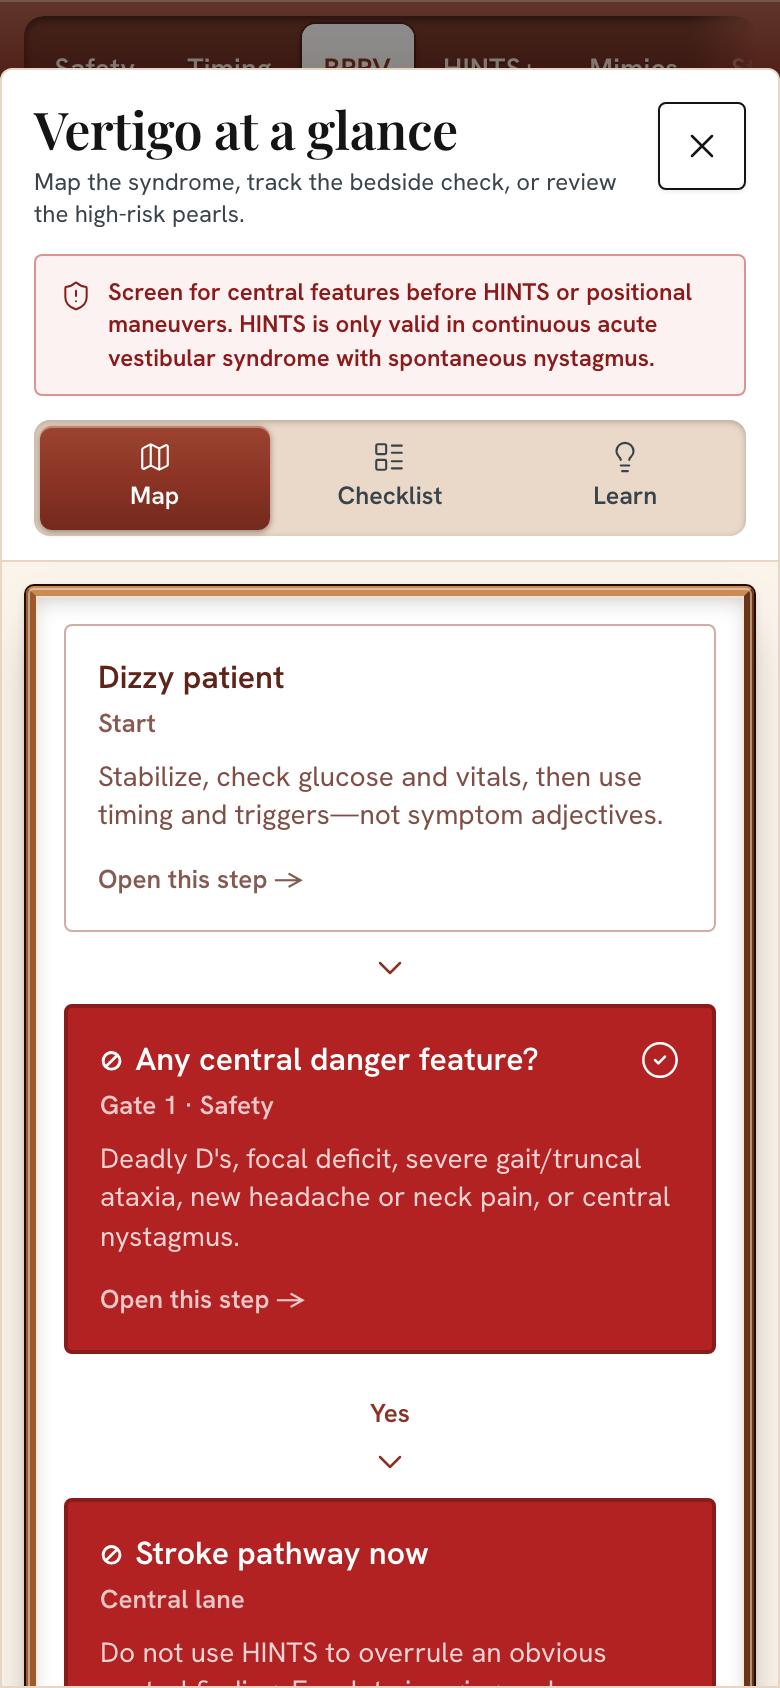 Safety Timing BPPV HINTS+ Mimics
Vertigo at a glance
Map the syndrome, track the bedside check, or review
the high-risk pearls.
Screen for central features before HINTS or positional
maneuvers. HINTS is only valid in continuous acute
vestibular syndrome with spontaneous nystagmus.
Map
Checklist
Learn
Dizzy patient
Start
Stabilize, check glucose and vitals, then use
timing and triggers—not symptom adjectives.
Open this step →
Any central danger feature?
Gate 1 · Safety
Deadly D's, focal deficit, severe gait/truncal
ataxia, new headache or neck pain, or central
nystagmus.
Open this step →
Yes
Stroke pathway now
Central lane
Do not use HINTS to overrule an obvious